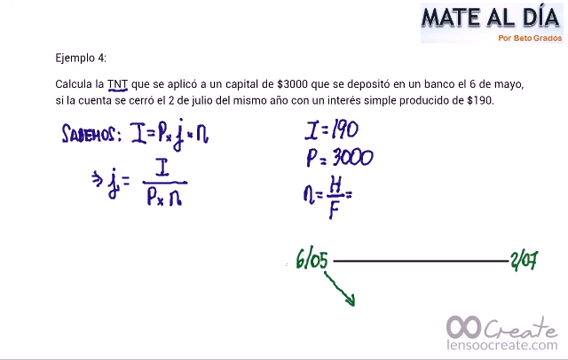 MATE AL DÍA
Por Beto Grados
Ejemplo 4:
Calcula la TNT que se aplicó a un capital de $3000 que se depositó en un banco el 6 de mayo,
si la cuenta se cerró el 2 de julio del mismo año con un interés simple producido de $190.
SABEMOS: I = P x j x n
⇒ j = I / P x n
I = 190
P = 3000
n = H / F =
6/05
2/07
Create
lensoocreate.com